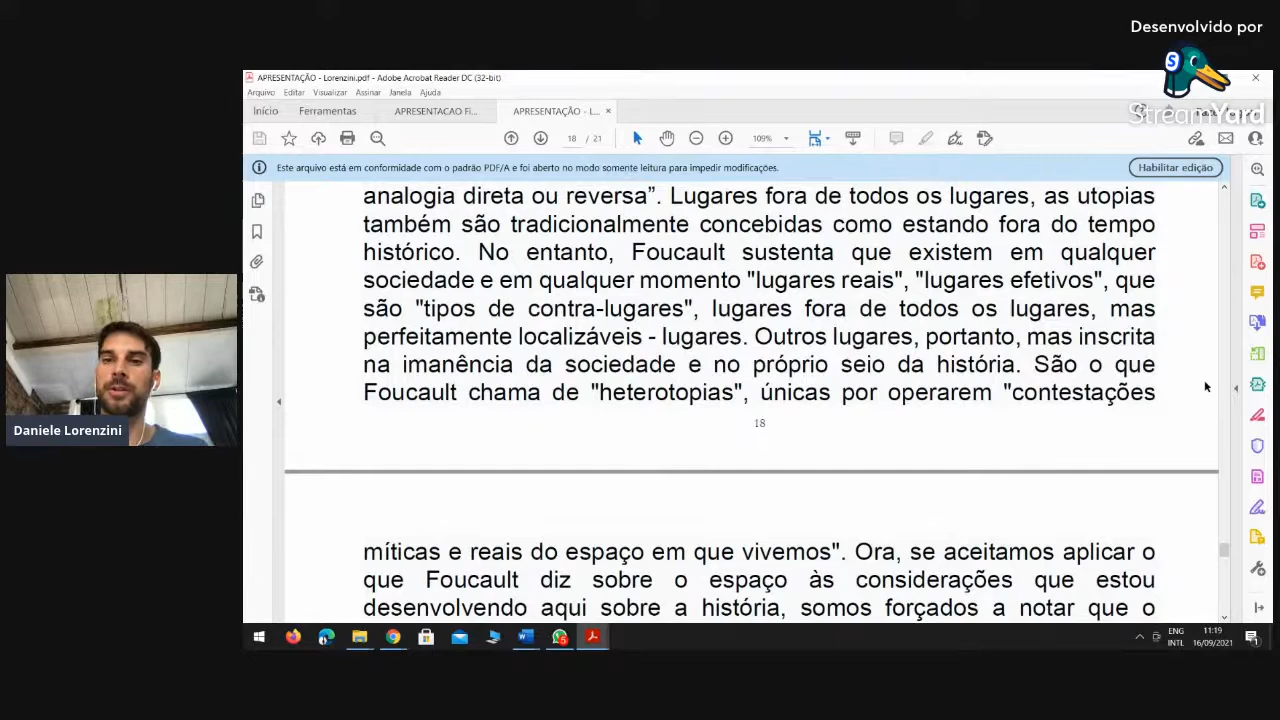 Desenvolvido por
StreamYard
APRESENTAÇÃO - Lorenzini.pdf - Adobe Acrobat Reader DC (32-bit)
Arquivo Editar Visualizar Assinar Janela Ajuda
Início Ferramentas APRESENTACAO Fi... APRESENTAÇÃO - L... ×
18 / 21 109%
Este arquivo está em conformidade com o padrão PDF/A e foi aberto no modo somente leitura para impedir modificações. Habilitar edição
analogia direta ou reversa”. Lugares fora de todos os lugares, as utopias
também são tradicionalmente concebidas como estando fora do tempo
histórico. No entanto, Foucault sustenta que existem em qualquer
sociedade e em qualquer momento "lugares reais", "lugares efetivos", que
são "tipos de contra-lugares", lugares fora de todos os lugares, mas
perfeitamente localizáveis - lugares. Outros lugares, portanto, mas inscrita
na imanência da sociedade e no próprio seio da história. São o que
Foucault chama de "heterotopias", únicas por operarem "contestações
18
míticas e reais do espaço em que vivemos". Ora, se aceitamos aplicar o
que Foucault diz sobre o espaço às considerações que estou
desenvolvendo aqui sobre a história, somos forçados a notar que o
Daniele Lorenzini
ENG
INTL
11:19
16/09/2021